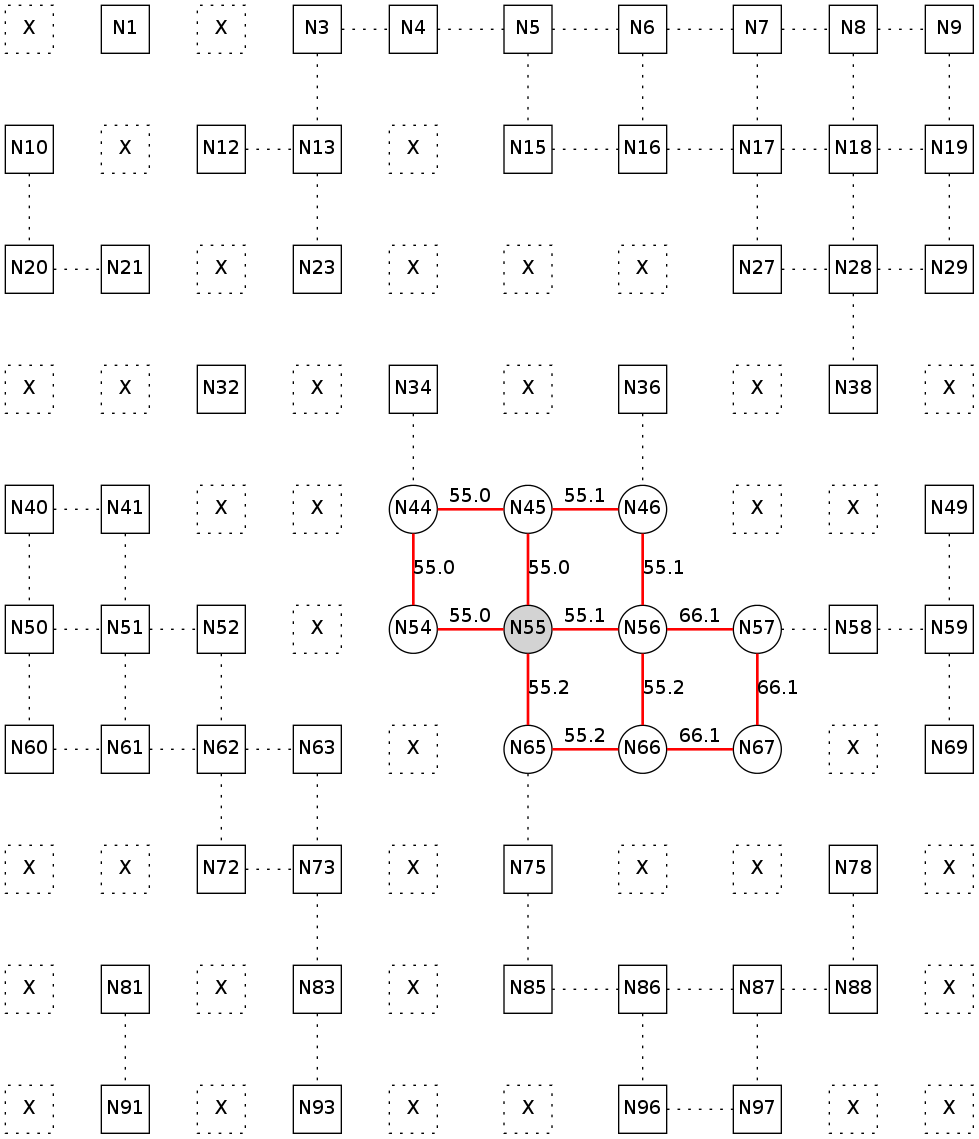 X N1 X N3 N4 N5 N6 N7 N8 N9
N10 X N12 N13 X N15 N16 N17 N18 N19
N20 N21 X N23 X X X N27 N28 N29
X X N32 X N34 X N36 X N38 X
55.0 55.1
N40 N41 X X N44 N45 N46 X X N49
55.0 55.0 55.1
55.0 55.1 66.1
N50 N51 N52 X N54 N55 N56 N57 N58 N59
55.2 55.2 66.1
55.2 66.1
N60 N61 N62 N63 X N65 N66 N67 X N69
X X N72 N73 X N75 X X N78 X
X N81 X N83 X N85 N86 N87 N88 X
X N91 X N93 X X N96 N97 X X